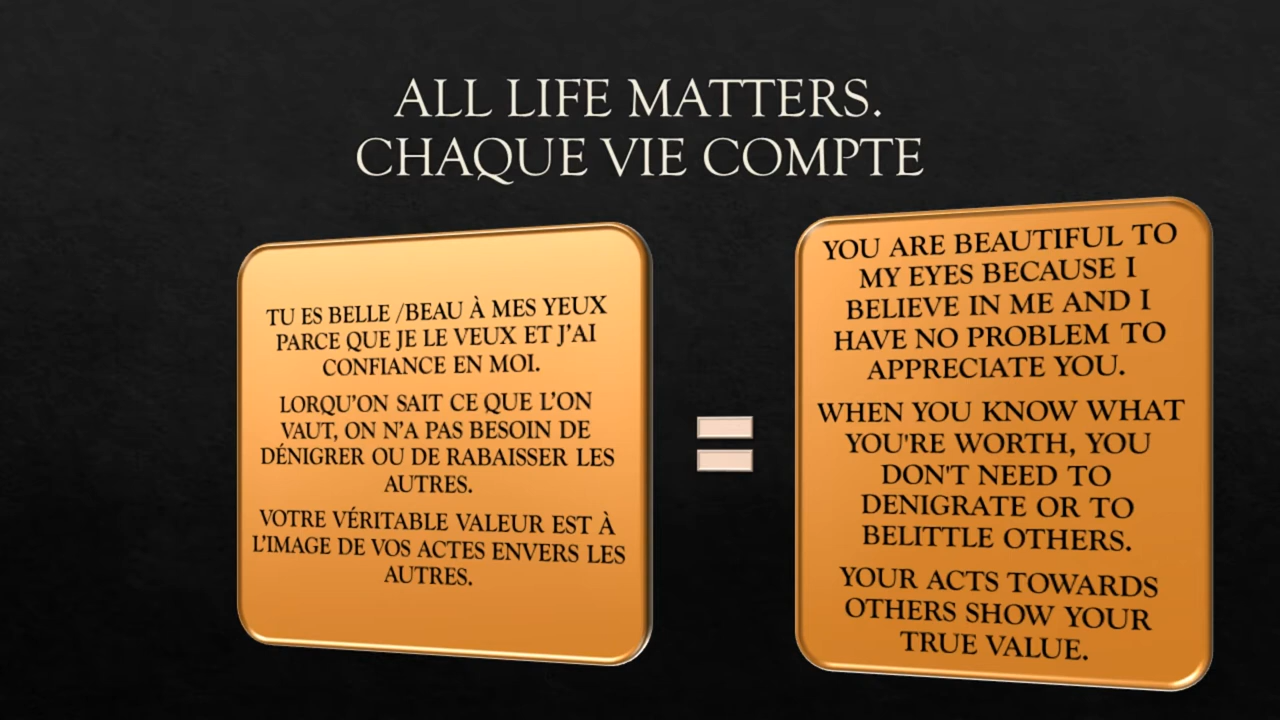 ALL LIFE MATTERS.
CHAQUE VIE COMPTE
TU ES BELLE /BEAU À MES YEUX
PARCE QUE JE LE VEUX ET J'AI
CONFIANCE EN MOI.
LORQU'ON SAIT CE QUE L'ON
VAUT, ON N'A PAS BESOIN DE
DÉNIGRER OU DE RABAISSER LES
AUTRES.
VOTRE VÉRITABLE VALEUR EST À
L'IMAGE DE VOS ACTES ENVERS LES
AUTRES.
=
YOU ARE BEAUTIFUL TO
MY EYES BECAUSE I
BELIEVE IN ME AND I
HAVE NO PROBLEM TO
APPRECIATE YOU.
WHEN YOU KNOW WHAT
YOU'RE WORTH, YOU
DON'T NEED TO
DENIGRATE OR TO
BELITTLE OTHERS.
YOUR ACTS TOWARDS
OTHERS SHOW YOUR
TRUE VALUE.